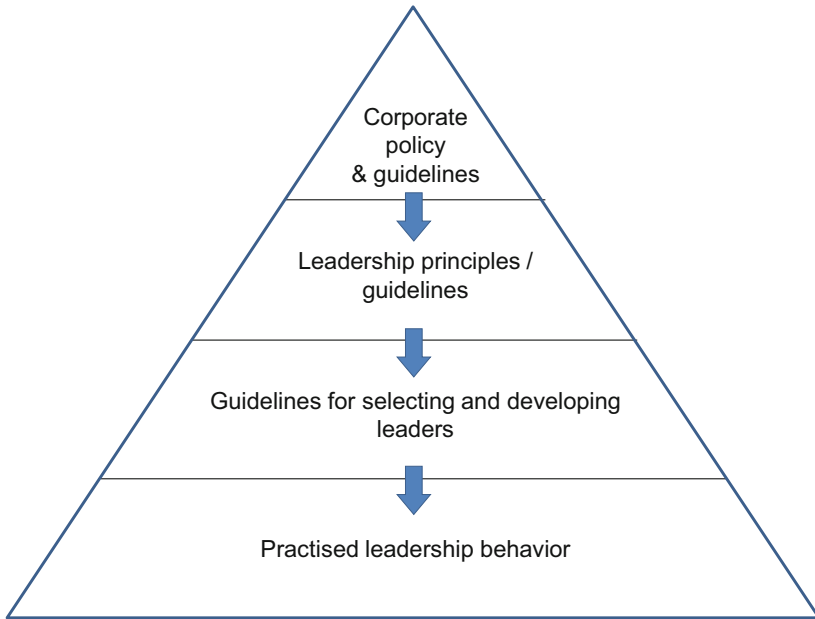 Corporate
policy
& guidelines
Leadership principles /
guidelines
Guidelines for selecting and developing
leaders
Practised leadership behavior